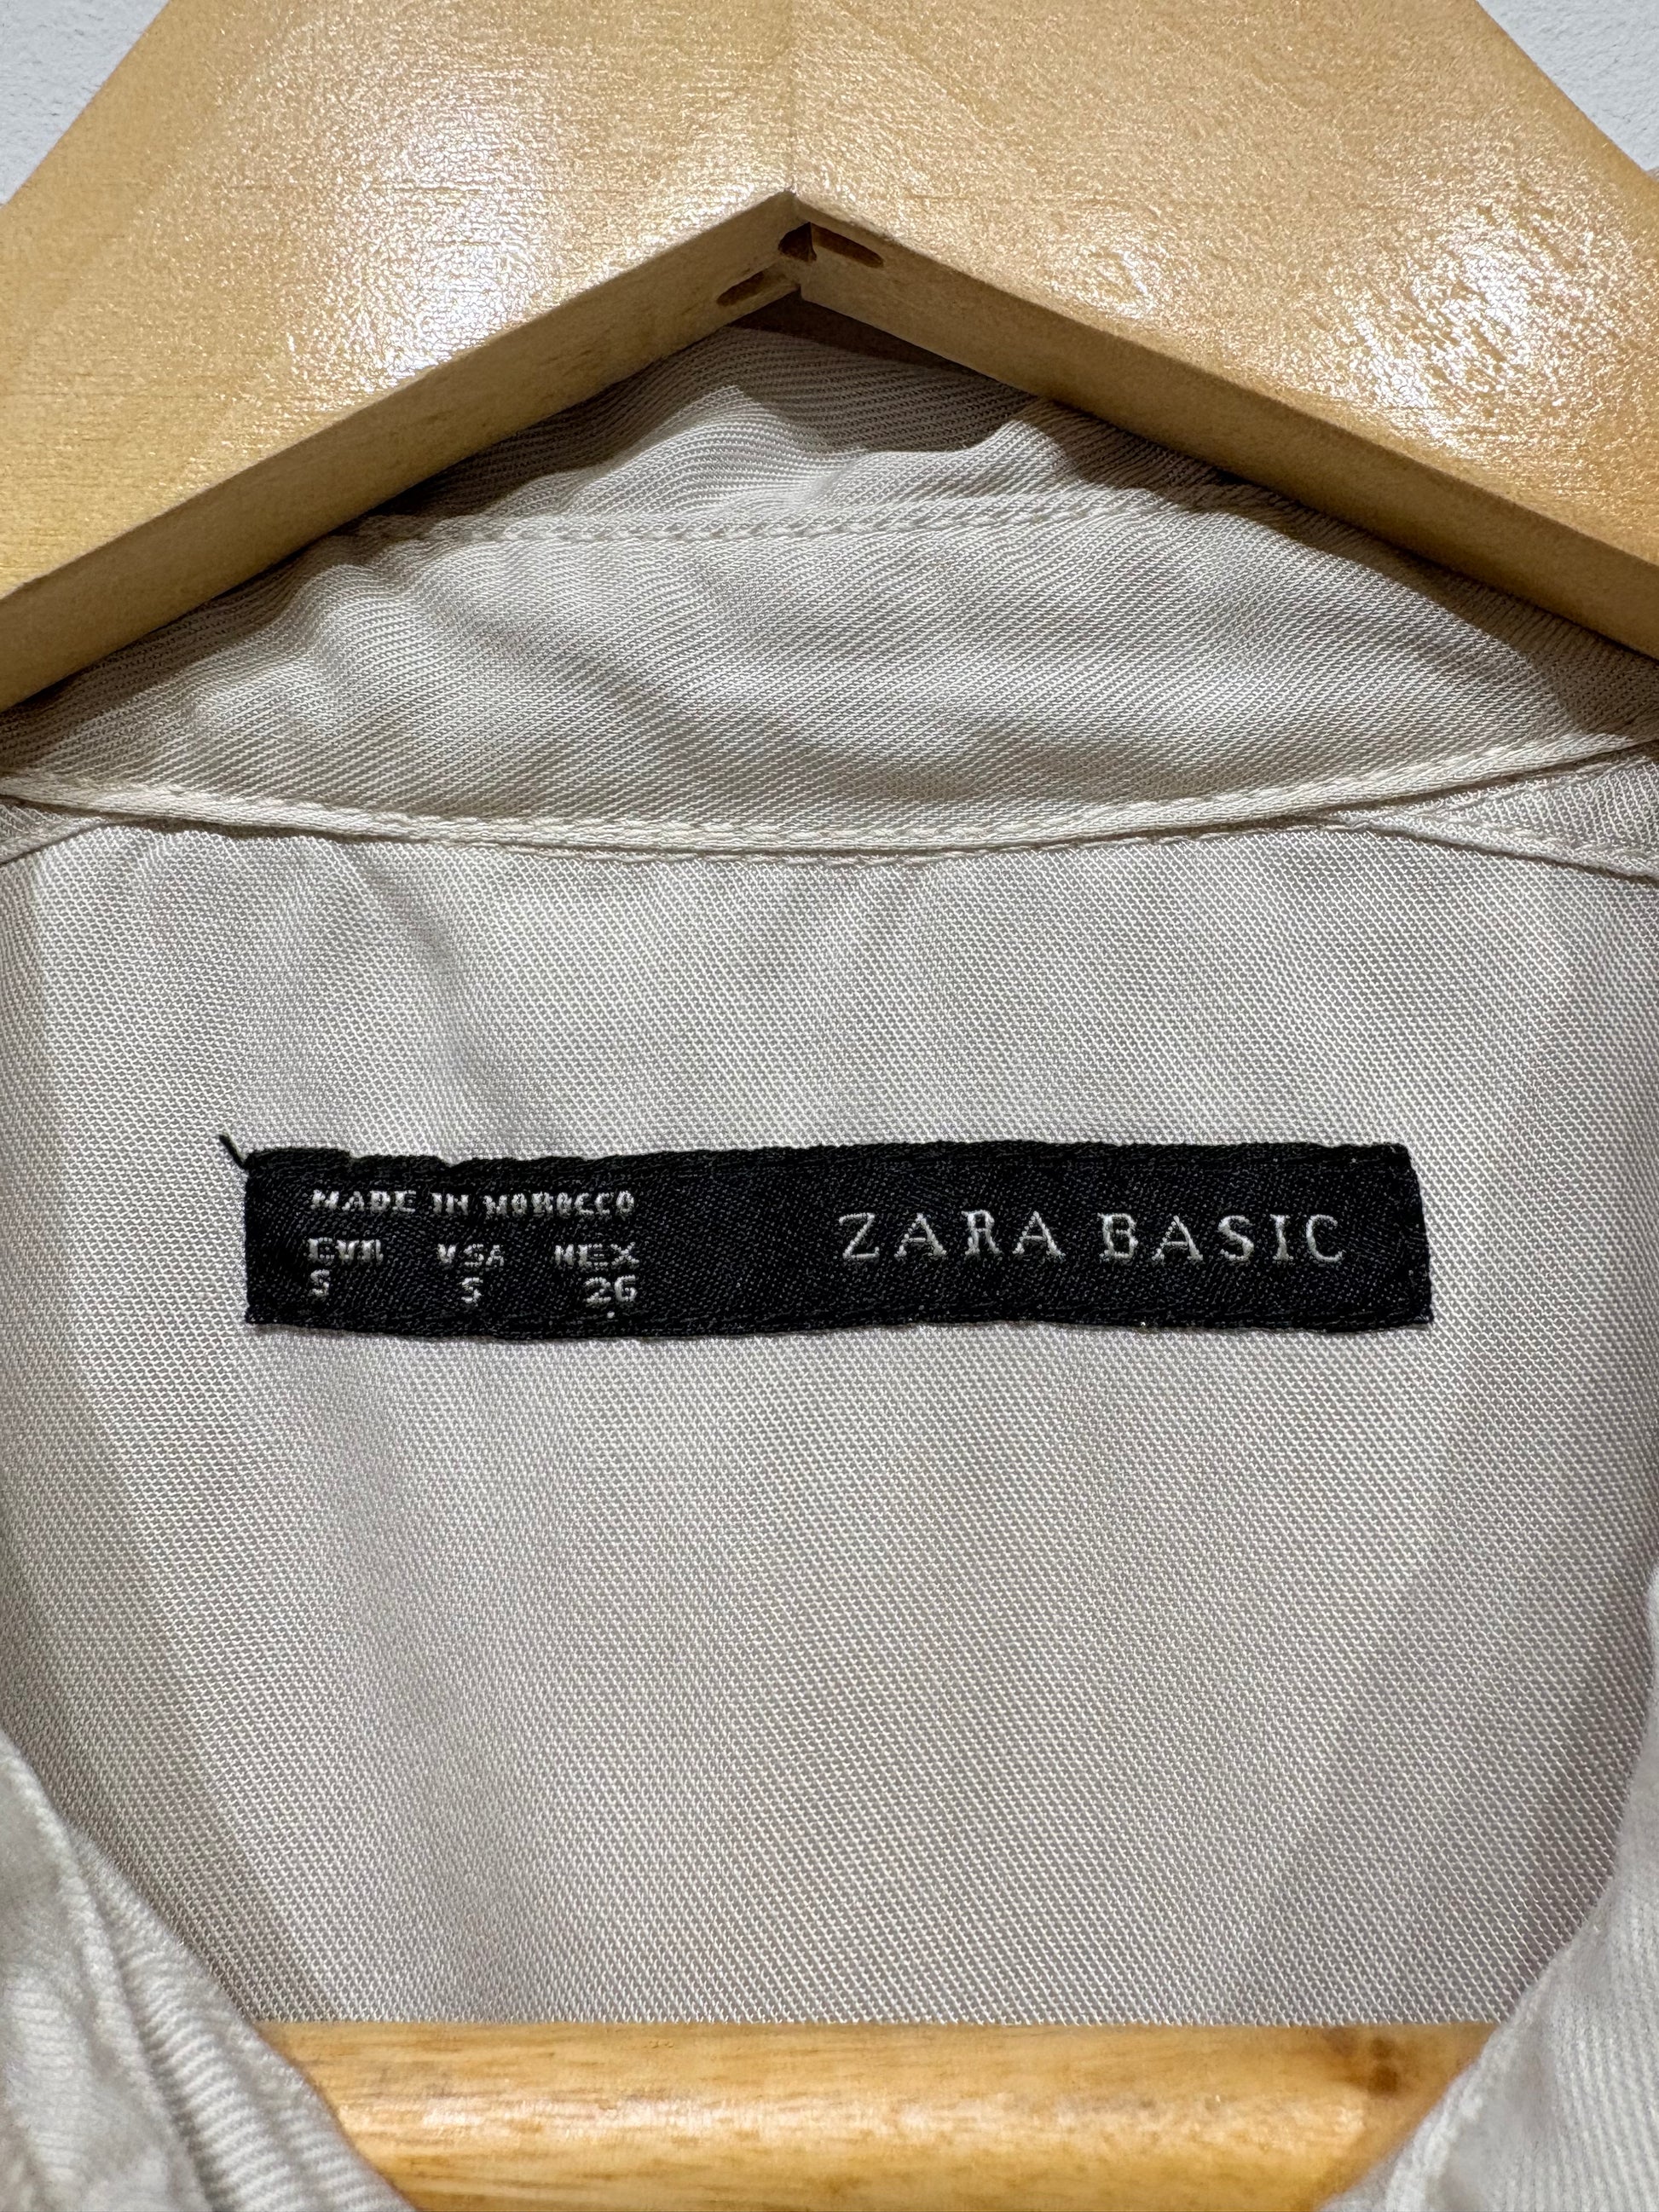 MADE IN MOROCCO
EUR USA MEX
S S 26
ZARA BASIC